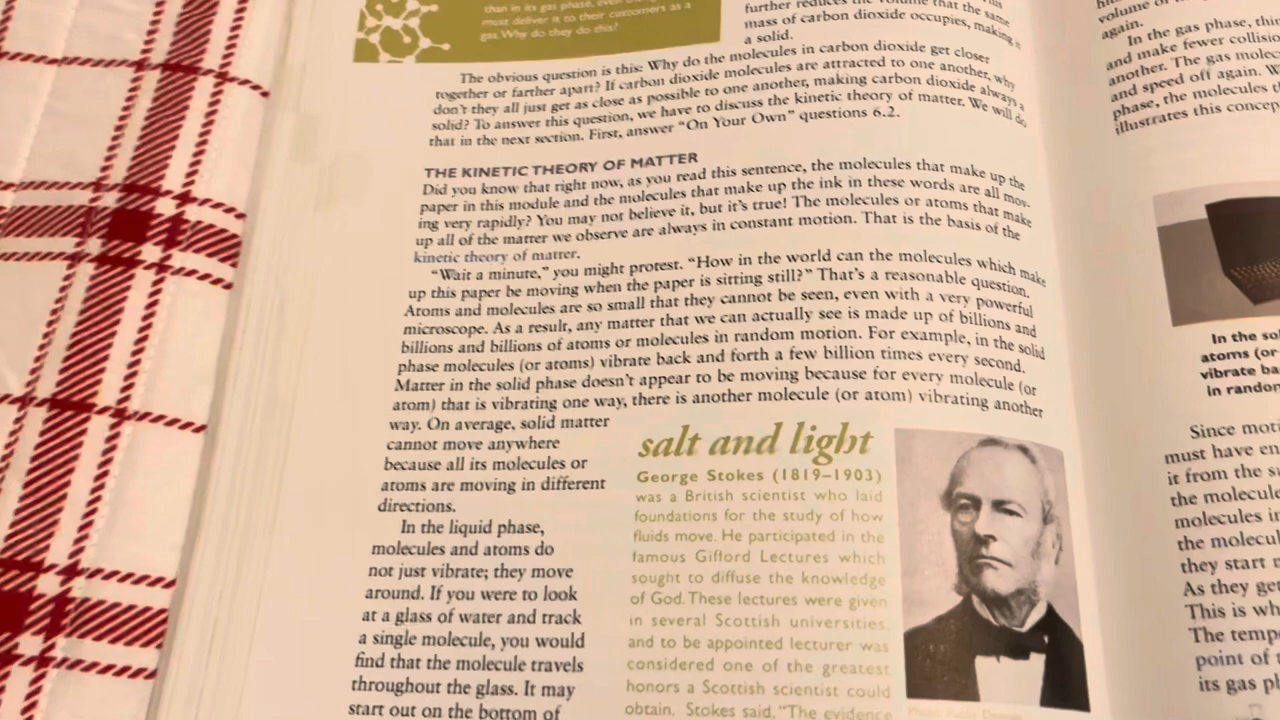 than in its gas phase, even
must deliver it to their customers as a
gas. Why do they do this?
further reduces the volume that the same
mass of carbon dioxide occupies, making it
a solid.
The obvious question is this: Why do the molecules in carbon dioxide get closer
together or farther apart? If carbon dioxide molecules are attracted to one another, why
don't they all just get as close as possible to one another, making carbon dioxide always a
solid? To answer this question, we have to discuss the kinetic theory of matter. We will do
that in the next section. First, answer "On Your Own" questions 6.2.
THE KINETIC THEORY OF MATTER
Did you know that right now, as you read this sentence, the molecules that make up the
paper in this module and the molecules that make up the ink in these words are all mov-
ing very rapidly? You may not believe it, but it's true! The molecules or atoms that make
up all of the matter we observe are always in constant motion. That is the basis of the
kinetic theory of matter.
"Wait a minute," you might protest. "How in the world can the molecules which make
up this paper be moving when the paper is sitting still?" That's a reasonable question.
Atoms and molecules are so small that they cannot be seen, even with a very powerful
microscope. As a result, any matter that we can actually see is made up of billions and
billions and billions of atoms or molecules in random motion. For example, in the solid
phase molecules (or atoms) vibrate back and forth a few billion times every second.
Matter in the solid phase doesn't appear to be moving because for every molecule (or
atom) that is vibrating one way, there is another molecule (or atom) vibrating another
way. On average, solid matter
cannot move anywhere
because all its molecules or
atoms are moving in different
directions.
In the liquid phase,
molecules and atoms do
not just vibrate; they move
around. If you were to look
at a glass of water and track
a single molecule, you would
find that the molecule travels
throughout the glass. It may
start out on the bottom of
salt and light
George Stokes (1819–1903)
was a British scientist who laid
foundations for the study of how
fluids move. He participated in the
famous Gifford Lectures which
sought to diffuse the knowledge
of God. These lectures were given
in several Scottish universities,
and to be appointed lecturer was
considered one of the greatest
honors a Scottish scientist could
obtain. Stokes said, "The evidence
volume of
again.
In the gas phase, thi
and make fewer collisio
another. The gas molec
and speed off again. W
phase, the molecules t
illustrates this concep
In the so
atoms (or
vibrate ba
in random
Since moti
must have en
it from the s
the molecule
molecules in
the molecul
they start r
As they ge
This is wh
The tempe
point of t
its gas ph